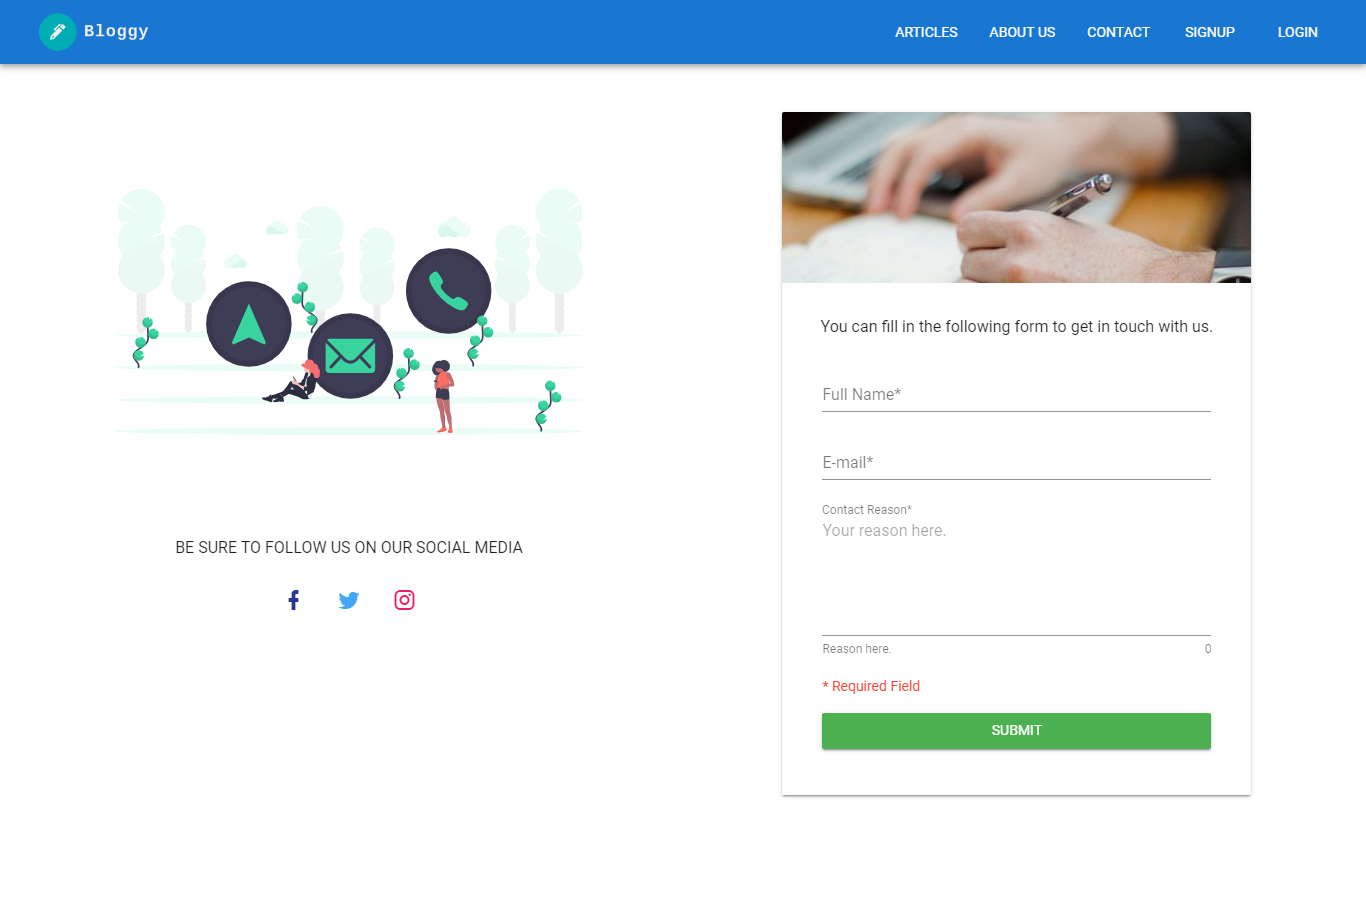 Bloggy
ARTICLES
ABOUT US
CONTACT
SIGNUP
LOGIN
BE SURE TO FOLLOW US ON OUR SOCIAL MEDIA
You can fill in the following form to get in touch with us.
Full Name*
E-mail*
Contact Reason*
Your reason here.
Reason here.
0
* Required Field
SUBMIT